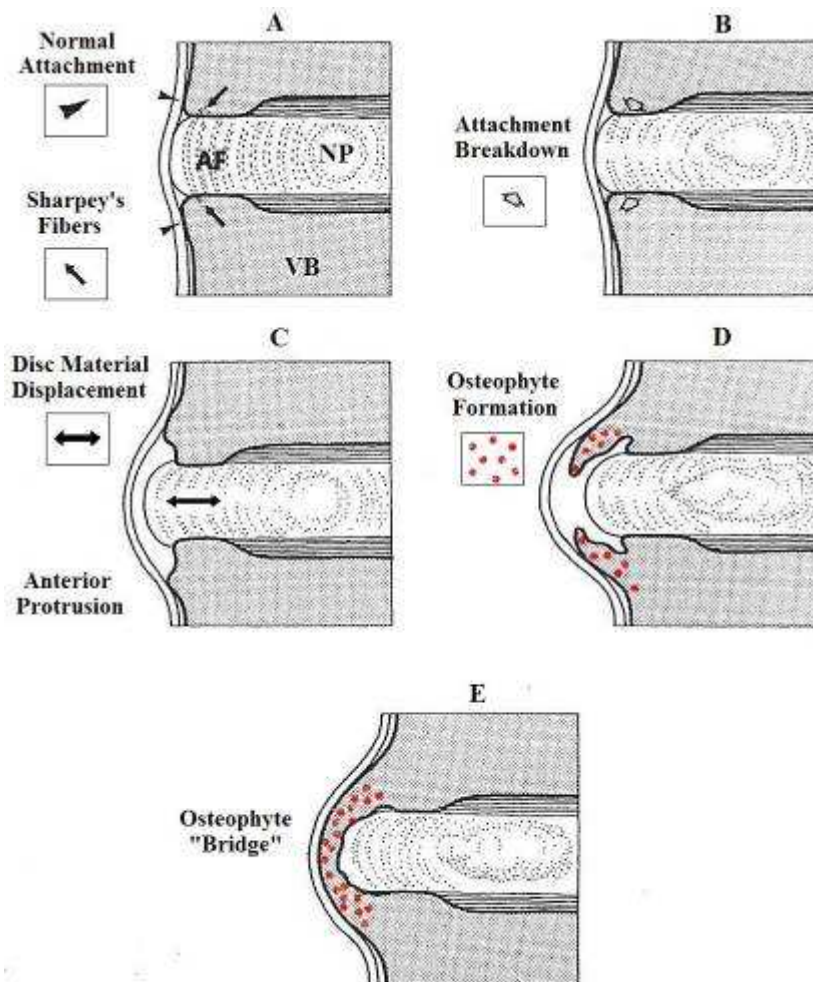 A
Normal
Attachment
Sharpey's
Fibers
AF
NP
VB
B
Attachment
Breakdown
C
Disc Material
Displacement
Anterior
Protrusion
D
Osteophyte
Formation
E
Osteophyte
"Bridge"